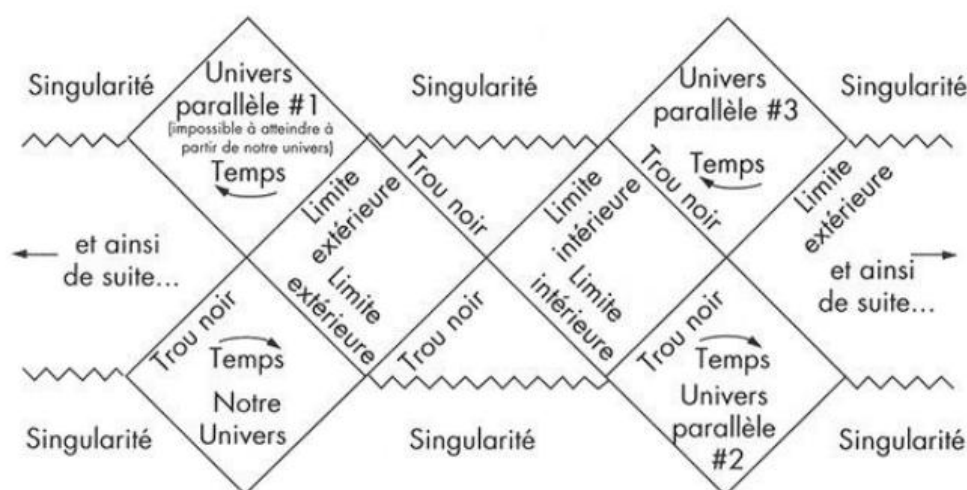 Singularité
Univers
parallèle #1
(impossible à atteindre à
partir de notre univers)
Temps
Singularité
Univers
parallèle #3
Temps
Singularité
Limite
extérieure
Trou noir
Limite
intérieure
Trou noir
Limite
extérieure
et ainsi
de suite...
Limite
extérieure
Limite
intérieure
et ainsi
de suite...
Trou noir
Temps
Notre
Univers
Trou noir
Trou noir
Temps
Univers
parallèle
#2
Singularité
Singularité
Singularité